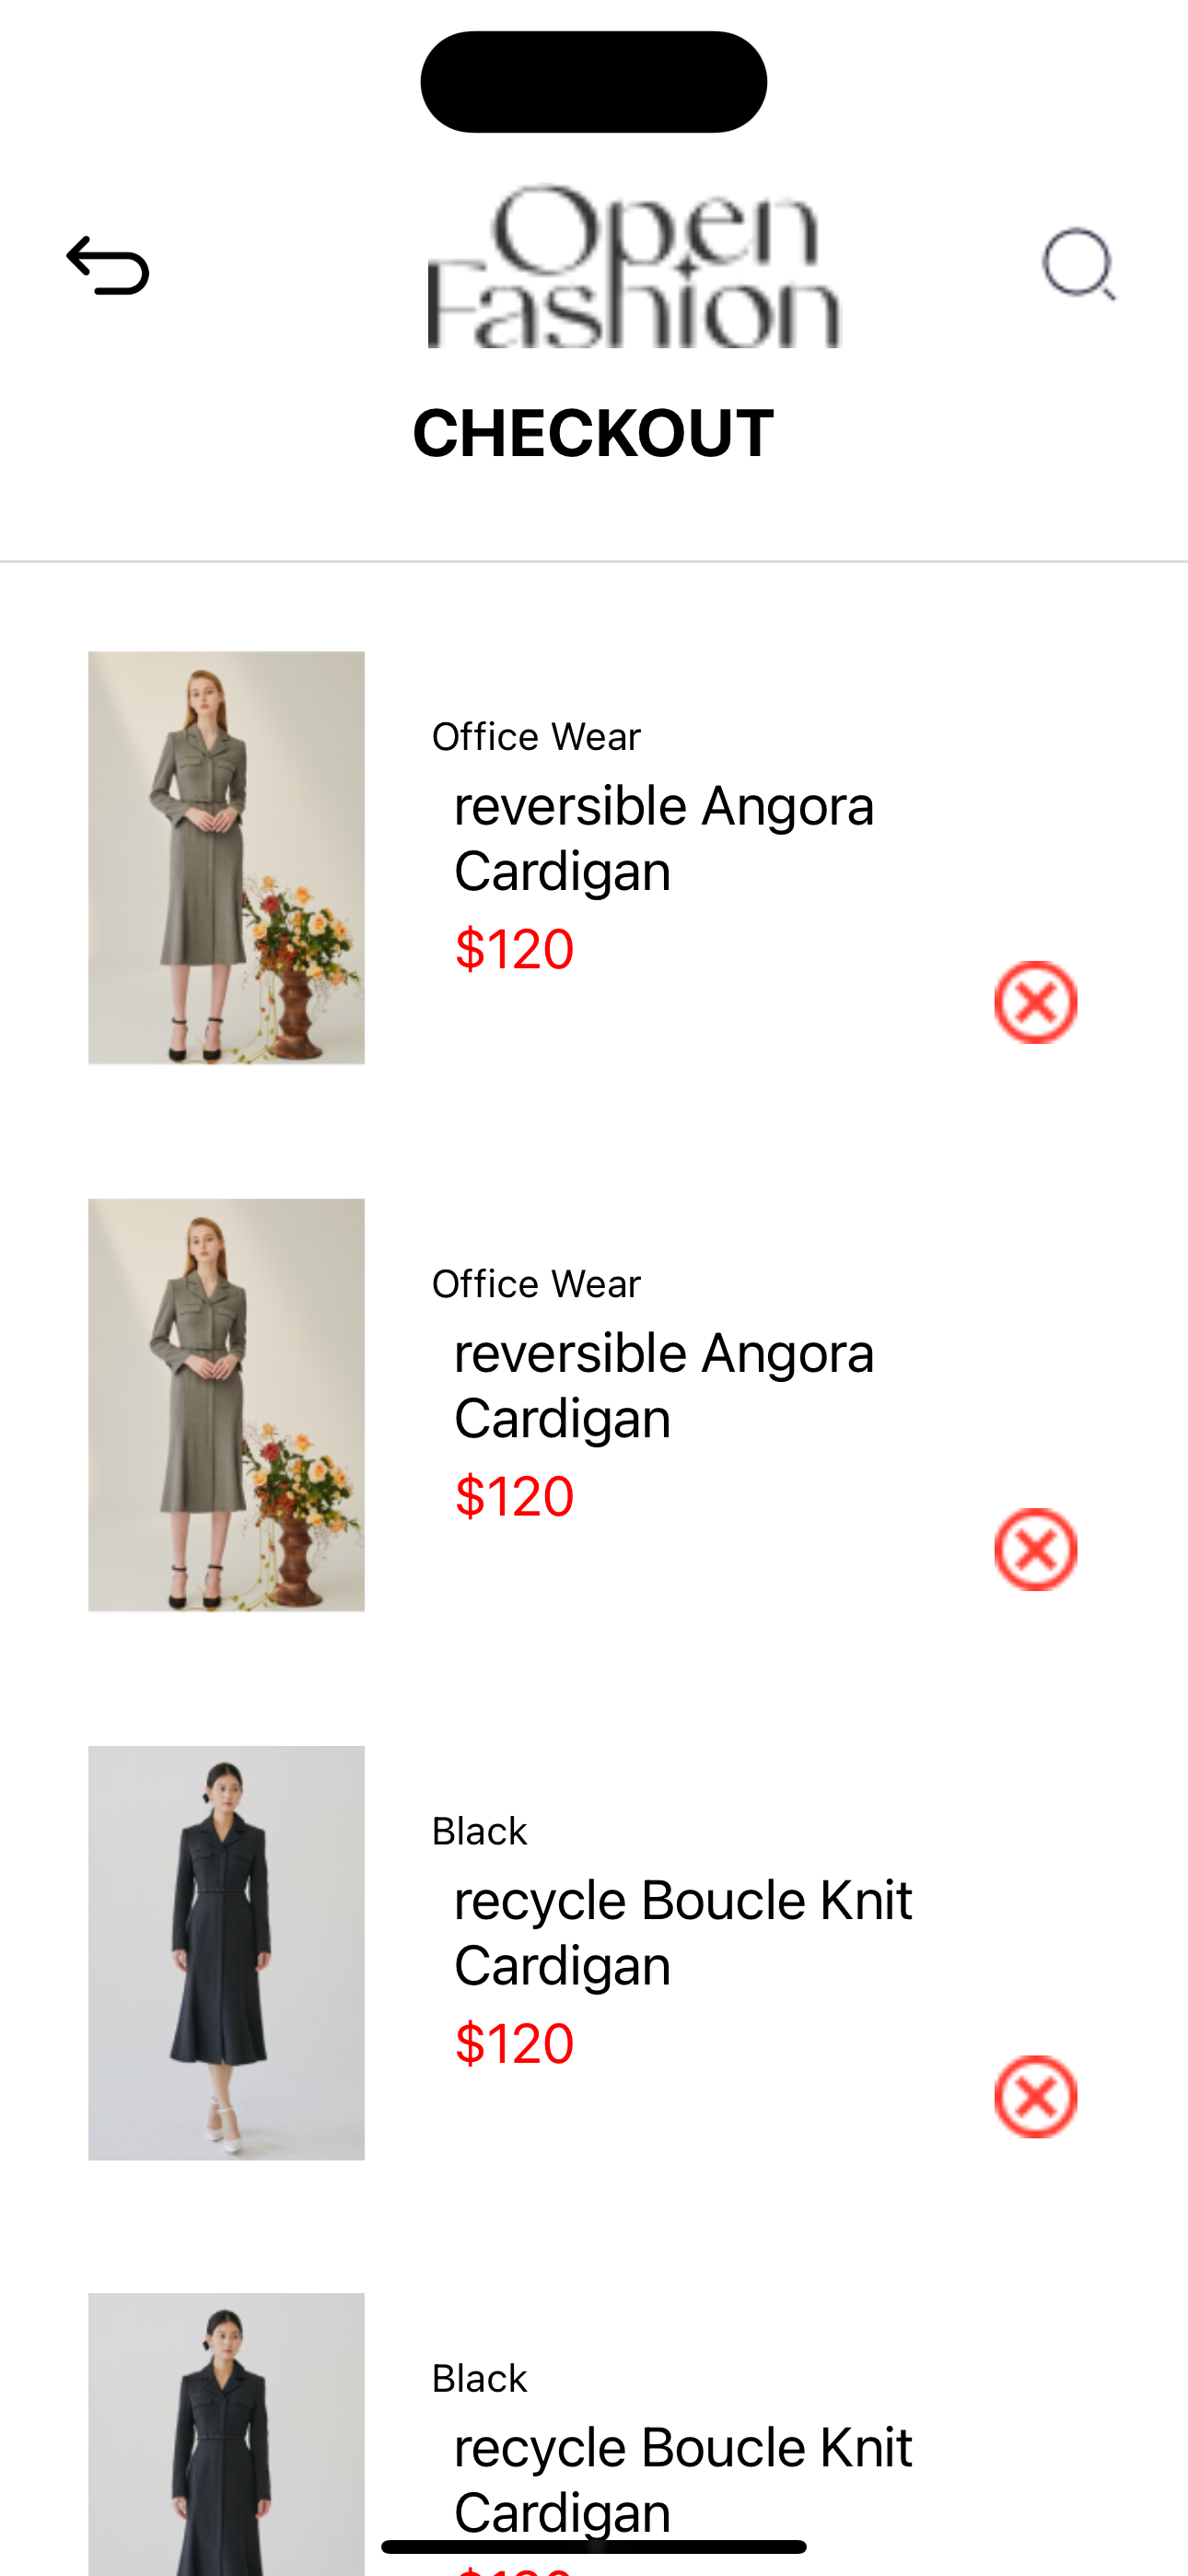 Open
Fashion
CHECKOUT
Office Wear
reversible Angora
Cardigan
$120
Office Wear
reversible Angora
Cardigan
$120
Black
recycle Boucle Knit
Cardigan
$120
Black
recycle Boucle Knit
Cardigan